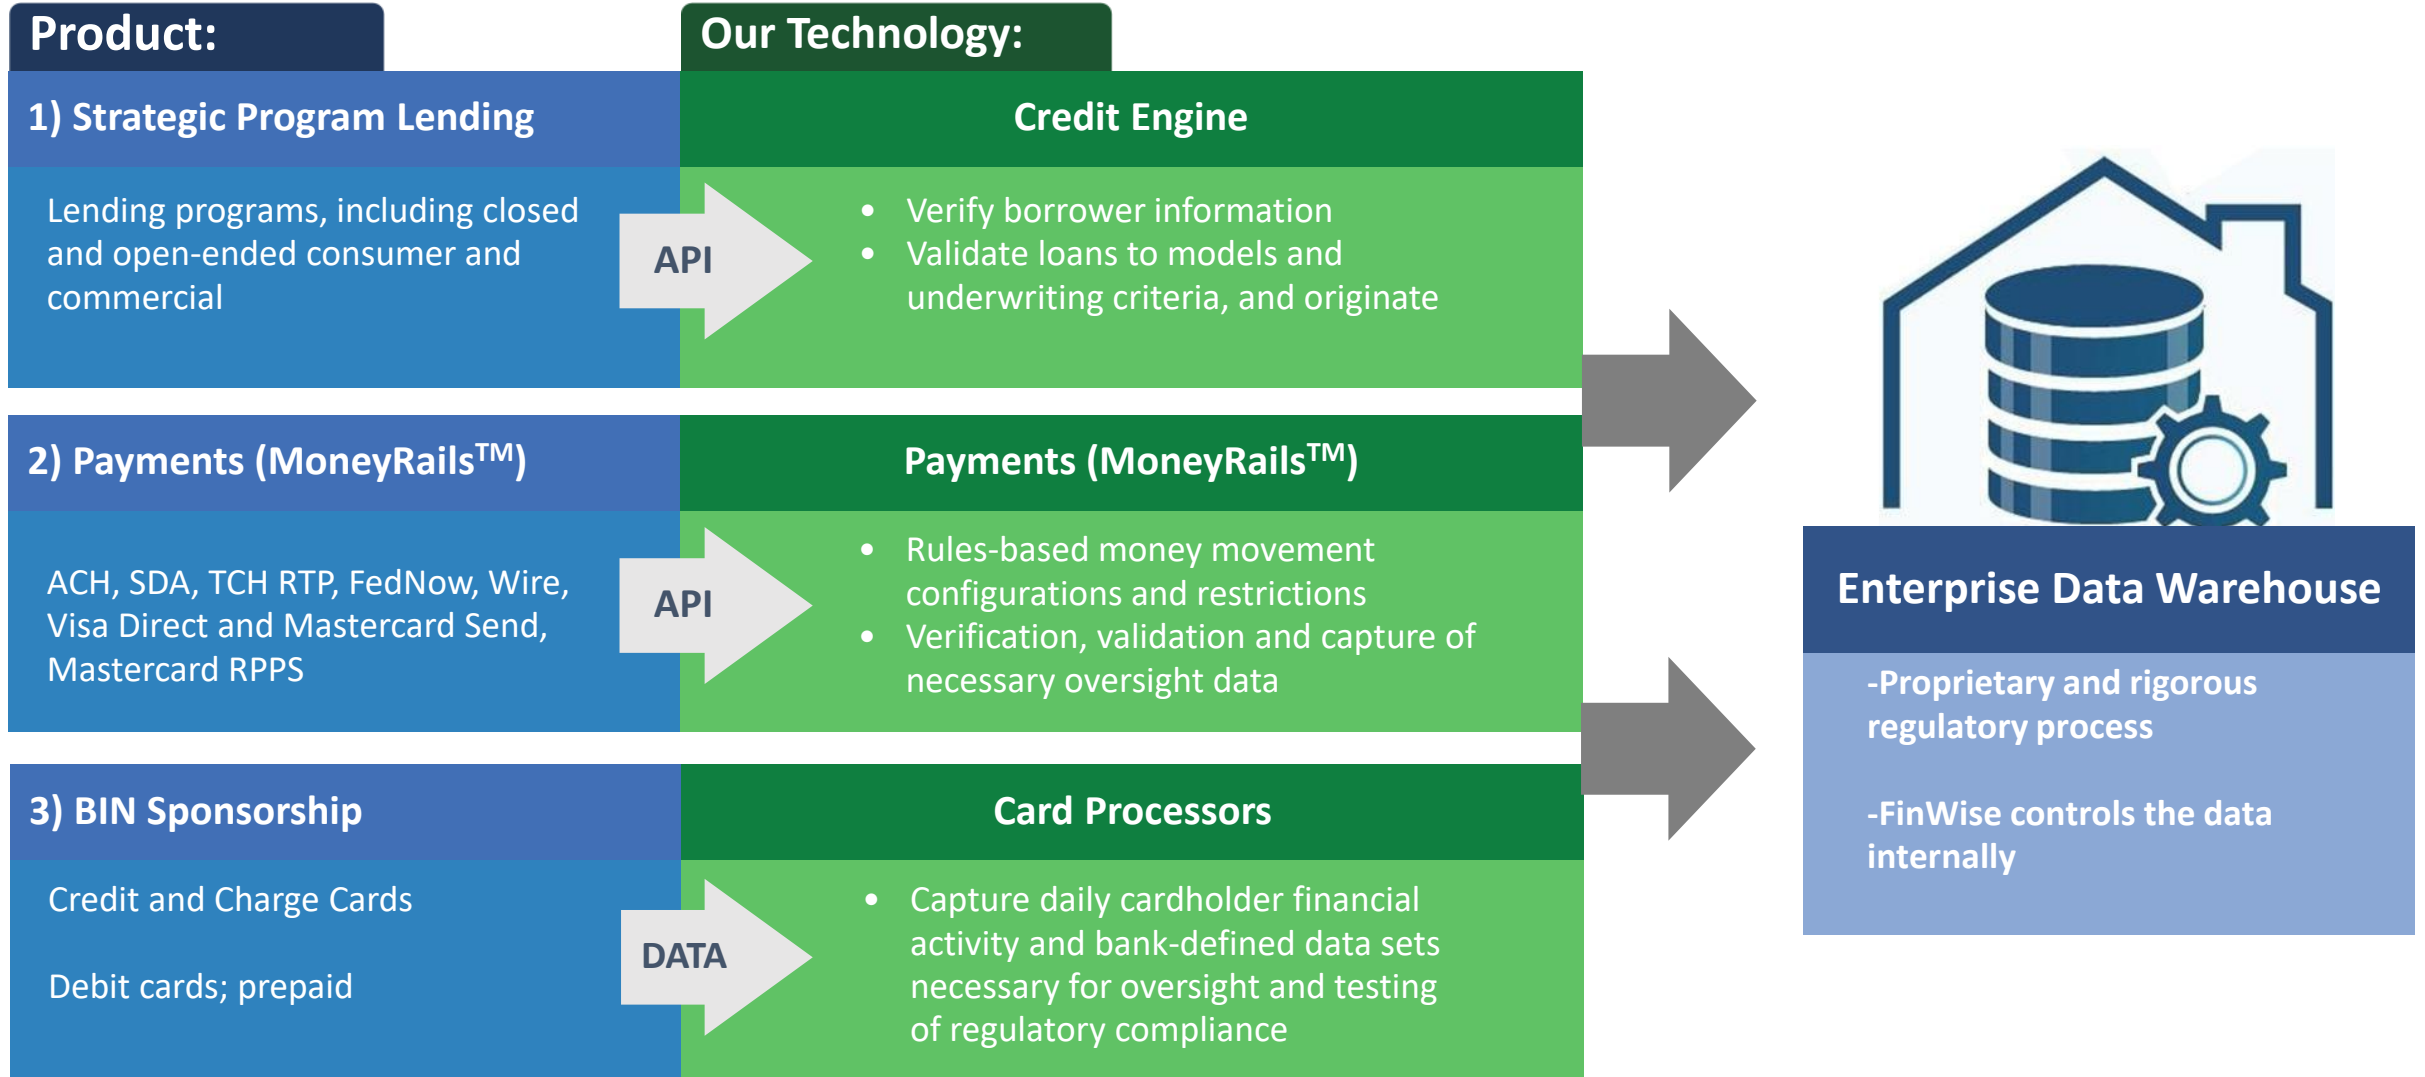 Product:
Our Technology:
1) Strategic Program Lending
Credit Engine
Lending programs, including closed
and open-ended consumer and
commercial
API
• Verify borrower information
• Validate loans to models and
underwriting criteria, and originate
2) Payments (MoneyRails™)
Payments (MoneyRails™)
ACH, SDA, TCH RTP, FedNow, Wire,
Visa Direct and Mastercard Send,
Mastercard RPPS
API
• Rules-based money movement
configurations and restrictions
• Verification, validation and capture of
necessary oversight data
3) BIN Sponsorship
Card Processors
Credit and Charge Cards
Debit cards; prepaid
DATA
• Capture daily cardholder financial
activity and bank-defined data sets
necessary for oversight and testing
of regulatory compliance
Enterprise Data Warehouse
-Proprietary and rigorous
regulatory process
-FinWise controls the data
internally